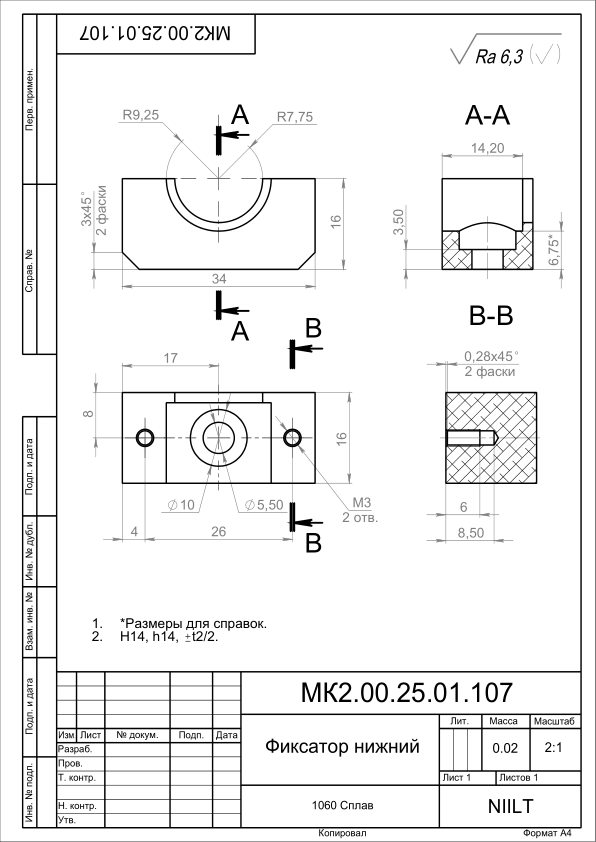 МК2.00.25.01.107
Ra 6,3 (√)
Перв. примен.
Справ. №
Подп. и дата
Инв. № дубл.
Взам. инв. №
Подп. и дата
Инв. № подл.
R9,25
A
R7,75
3x45°
2 фаски
16
34
A
A-A
14,20
3,50
6,75*
B
B-B
17
8
16
Ø10
Ø5,50
M3
2 отв.
4
26
B
0,28x45°
2 фаски
6
8,50
1. *Размеры для справок.
2. H14, h14, ±t2/2.
МК2.00.25.01.107
Изм. Лист № докум. Подп. Дата
Разраб.
Пров.
Т. контр.
Н. контр.
Утв.
Фиксатор нижний
Лит. Масса Масштаб
0.02 2:1
Лист 1 Листов 1
1060 Сплав
NIILT
Копировал Формат А4